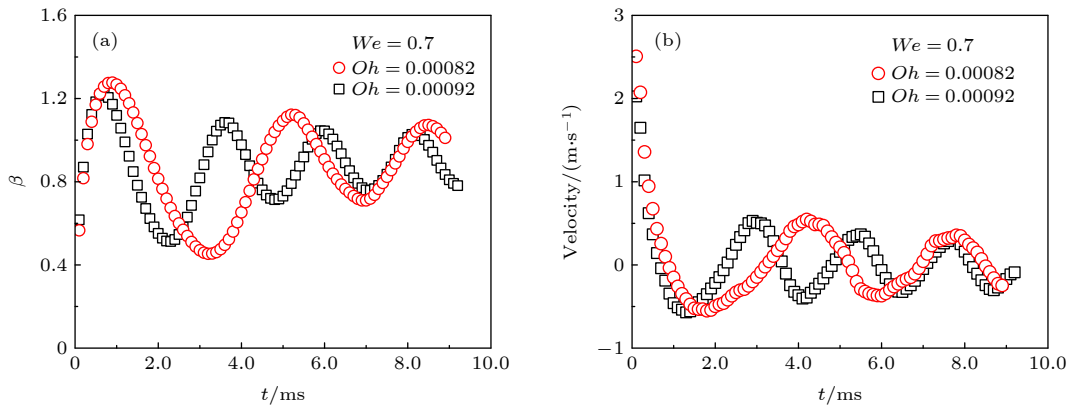 (a)
We = 0.7
Oh = 0.00082
Oh = 0.00092
1.6
1.2
0.8
0.4
0
β
0
2.0
4.0
6.0
8.0
10.0
t/ms
(b)
We = 0.7
Oh = 0.00082
Oh = 0.00092
3
2
1
0
−1
Velocity/(m·s⁻¹)
0
2.0
4.0
6.0
8.0
10.0
t/ms